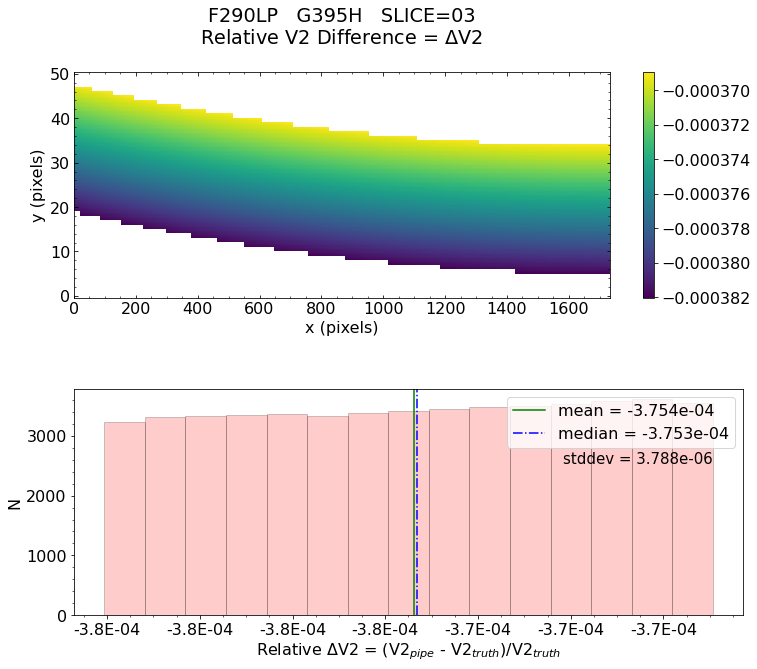 F290LP G395H SLICE=03
Relative V2 Difference = ΔV2
50
40
30
20
10
0
y (pixels)
0 200 400 600 800 1000 1200 1400 1600
x (pixels)
−0.000370
−0.000372
−0.000374
−0.000376
−0.000378
−0.000380
−0.000382
mean = -3.754e-04
median = -3.753e-04
stddev = 3.788e-06
3000
2000
1000
0
N
-3.8E-04 -3.8E-04 -3.8E-04 -3.8E-04 -3.7E-04 -3.7E-04 -3.7E-04
Relative ΔV2 = (V2pipe - V2truth)/V2truth